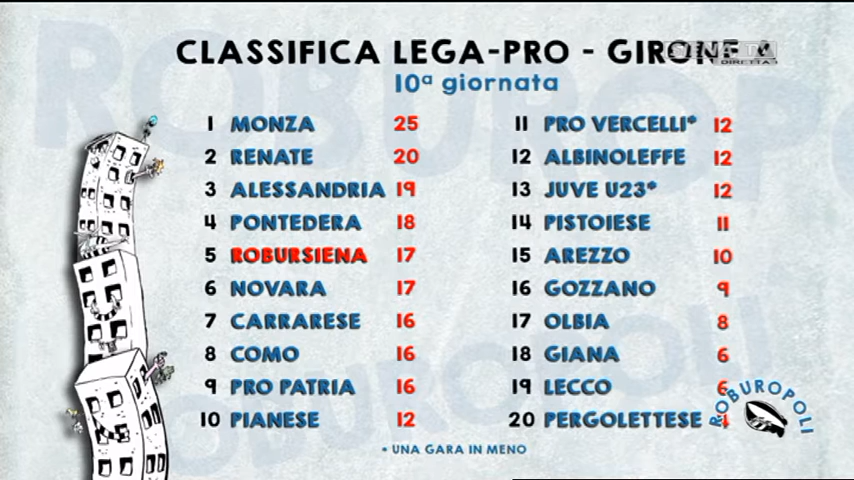 CLASSIFICA LEGA-PRO - GIRONE A
DIRETTA
10ª giornata
1 MONZA 25
2 RENATE 20
3 ALESSANDRIA 19
4 PONTEDERA 18
5 ROBURSIENA 17
6 NOVARA 17
7 CARRARESE 16
8 COMO 16
9 PRO PATRIA 16
10 PIANESE 12
11 PRO VERCELLI* 12
12 ALBINOLEFFE 12
13 JUVE U23* 12
14 PISTOIESE 11
15 AREZZO 10
16 GOZZANO 9
17 OLBIA 8
18 GIANA 6
19 LECCO 6
20 PERGOLETTESE
ROBUROPOLI
* UNA GARA IN MENO